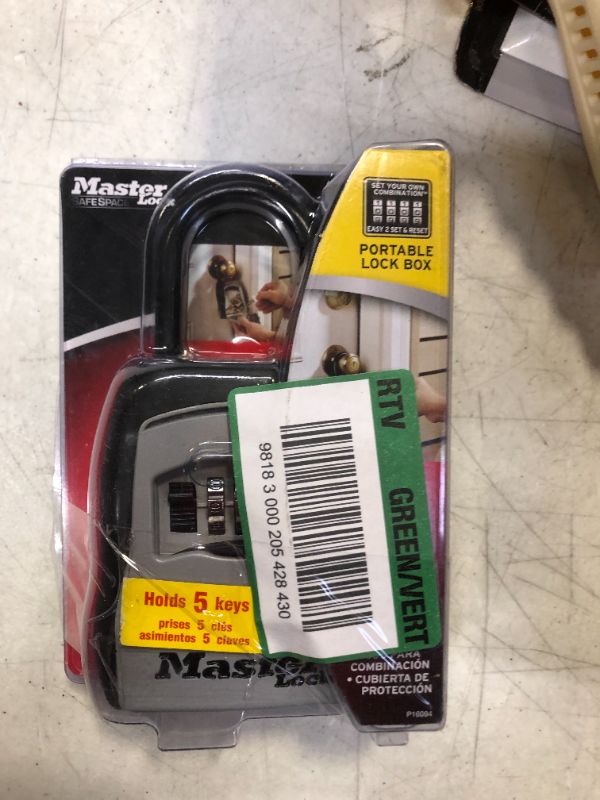 Master
Lock
SAFESPACE
SET YOUR OWN
COMBINATION™
EASY 2 SET & RESET
PORTABLE
LOCK BOX
RTV GREEN/VERT
9818 3 000 205 428 430
Holds 5 keys
prises 5 clés
asimientos 5 claves
Master
Lock
COMBINACIÓN
• CUBIERTA DE
PROTECCIÓN
P16094